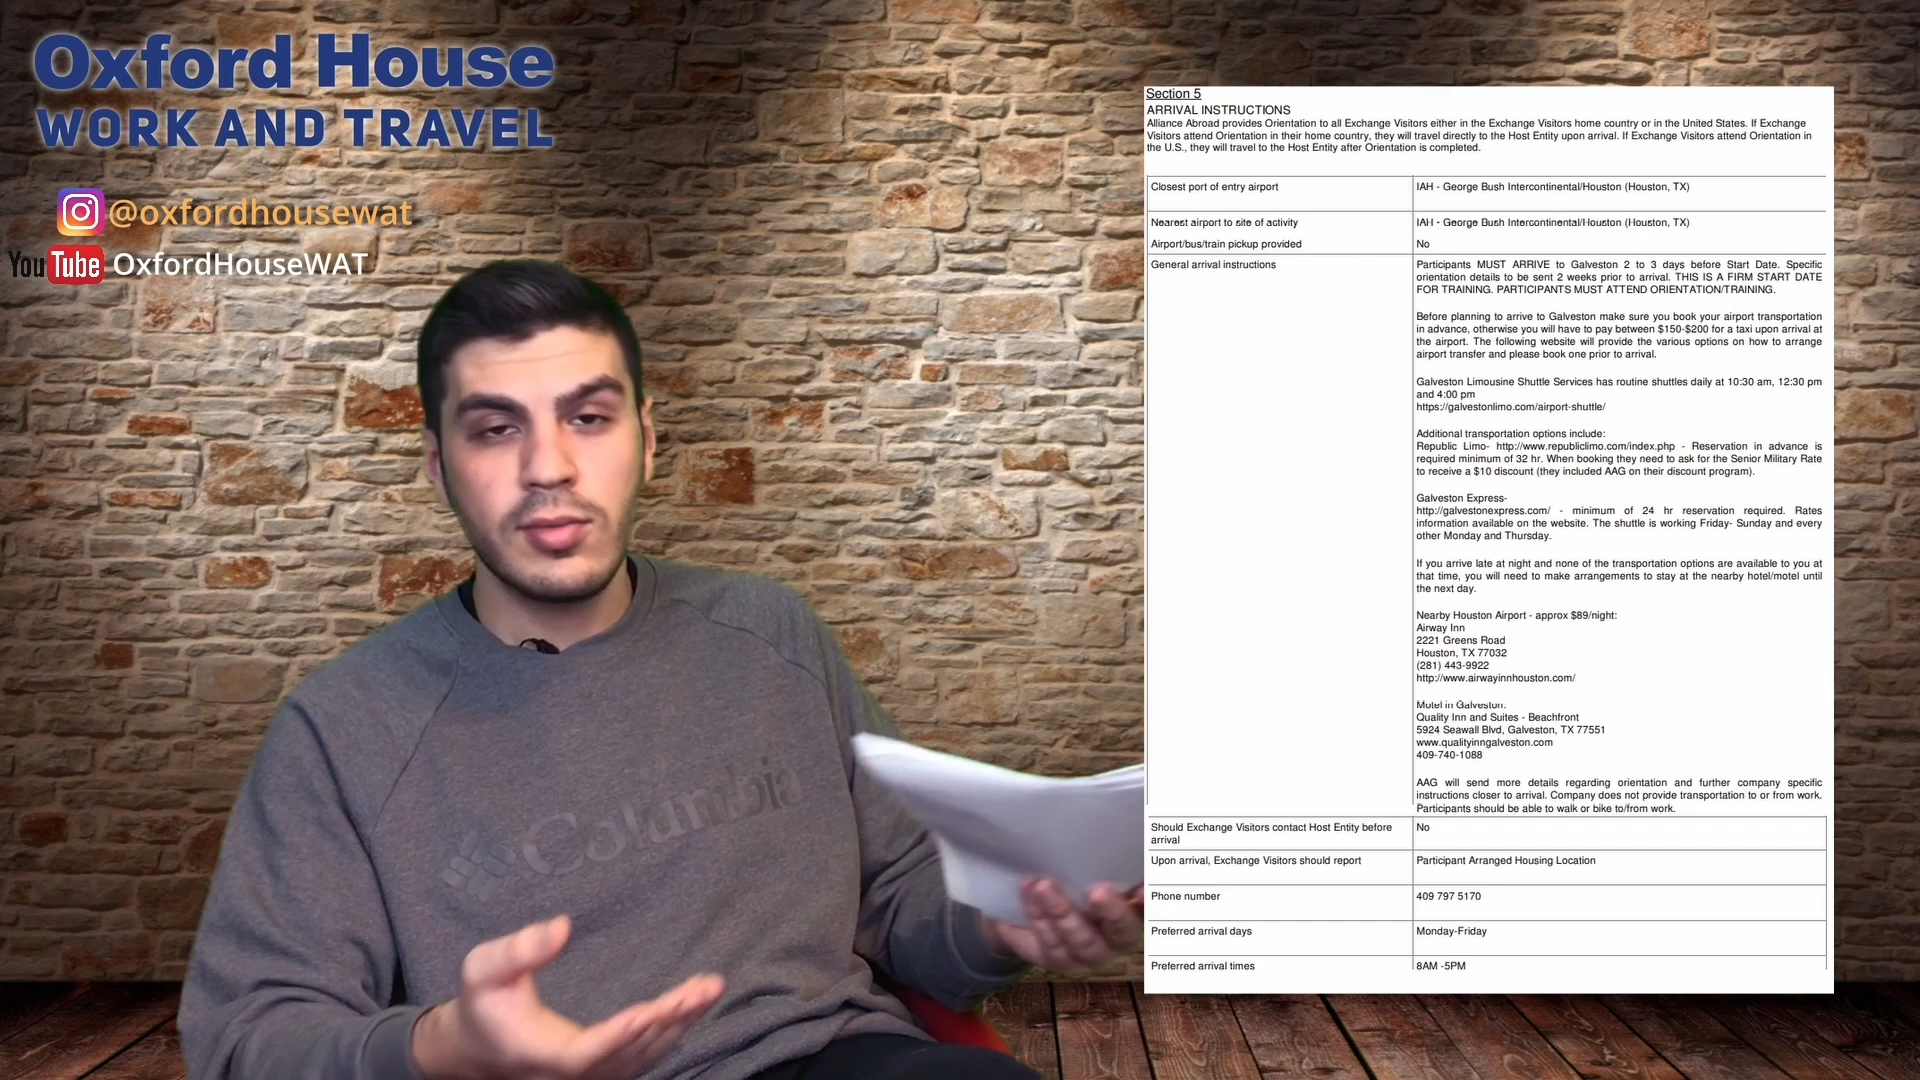 Oxford House
WORK AND TRAVEL
@oxfordhousewat
YouTube OxfordHouseWAT
Columbia
Section 5
ARRIVAL INSTRUCTIONS
Alliance Abroad provides Orientation to all Exchange Visitors either in the Exchange Visitors home country or in the United States. If Exchange
Visitors attend Orientation in their home country, they will travel directly to the Host Entity upon arrival. If Exchange Visitors attend Orientation in
the U.S., they will travel to the Host Entity after Orientation is completed.
Closest port of entry airport IAH - George Bush Intercontinental/Houston (Houston, TX)
Nearest airport to site of activity IAH - George Bush Intercontinental/Houston (Houston, TX)
Airport/bus/train pickup provided No
General arrival instructions Participants MUST ARRIVE to Galveston 2 to 3 days before Start Date. Specific
orientation details to be sent 2 weeks prior to arrival. THIS IS A FIRM START DATE
FOR TRAINING. PARTICIPANTS MUST ATTEND ORIENTATION/TRAINING.
Before planning to arrive to Galveston make sure you book your airport transportation
in advance, otherwise you will have to pay between $150-$200 for a taxi upon arrival at
the airport. The following website will provide the various options on how to arrange
airport transfer and please book one prior to arrival.
Galveston Limousine Shuttle Services has routine shuttles daily at 10:30 am, 12:30 pm
and 4:00 pm
https://galvestonlimo.com/airport-shuttle/
Additional transportation options include:
Republic Limo- http://www.republiclimo.com/index.php - Reservation in advance is
required minimum of 32 hr. When booking they need to ask for the Senior Military Rate
to receive a $10 discount (they included AAG on their discount program).
Galveston Express-
http://galvestonexpress.com/ - minimum of 24 hr reservation required. Rates
information available on the website. The shuttle is working Friday- Sunday and every
other Monday and Thursday.
If you arrive late at night and none of the transportation options are available to you at
that time, you will need to make arrangements to stay at the nearby hotel/motel until
the next day.
Nearby Houston Airport - approx $89/night:
Airway Inn
2221 Greens Road
Houston, TX 77032
(281) 443-9922
http://www.airwayinnhouston.com/
Motel in Galveston:
Quality Inn and Suites - Beachfront
5924 Seawall Blvd, Galveston, TX 77551
www.qualityinngalveston.com
409-740-1088
AAG will send more details regarding orientation and further company specific
instructions closer to arrival. Company does not provide transportation to or from work.
Participants should be able to walk or bike to/from work.
Should Exchange Visitors contact Host Entity before No
arrival
Upon arrival, Exchange Visitors should report Participant Arranged Housing Location
Phone number 409 797 5170
Preferred arrival days Monday-Friday
Preferred arrival times 8AM -5PM